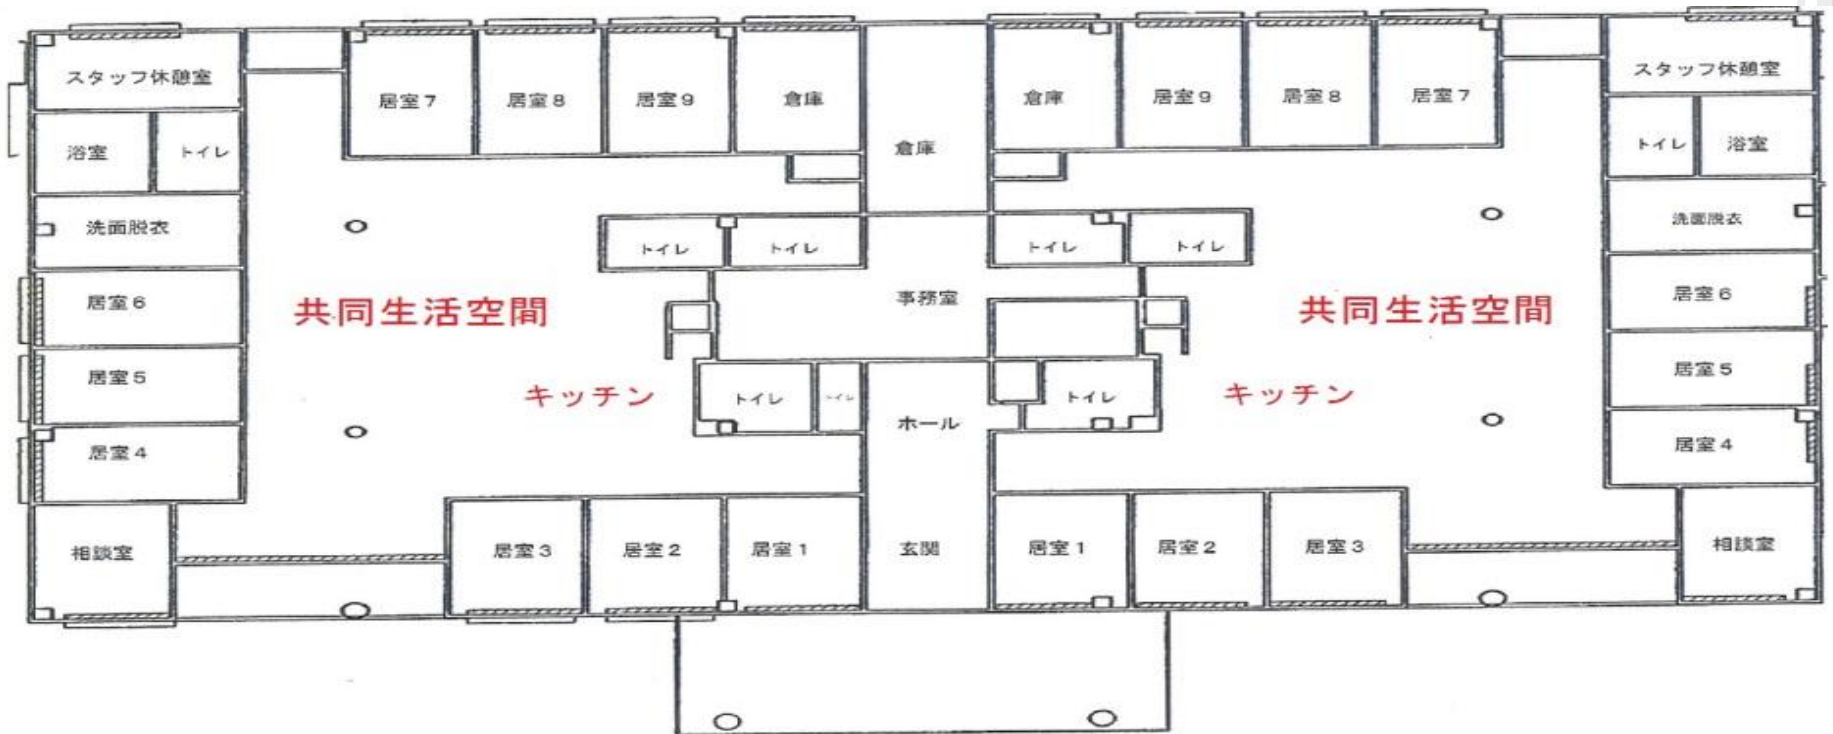 スタッフ休憩室
居室7
居室8
居室9
倉庫
倉庫
倉庫
居室9
居室8
居室7
スタッフ休憩室
浴室
トイレ
トイレ
浴室
洗面脱衣
洗面脱衣
トイレ
トイレ
トイレ
トイレ
居室6
共同生活空間
事務室
共同生活空間
居室6
居室5
キッチン
トイレ
トイレ
トイレ
キッチン
居室5
居室4
ホール
居室4
相談室
居室3
居室2
居室1
玄関
居室1
居室2
居室3
相談室